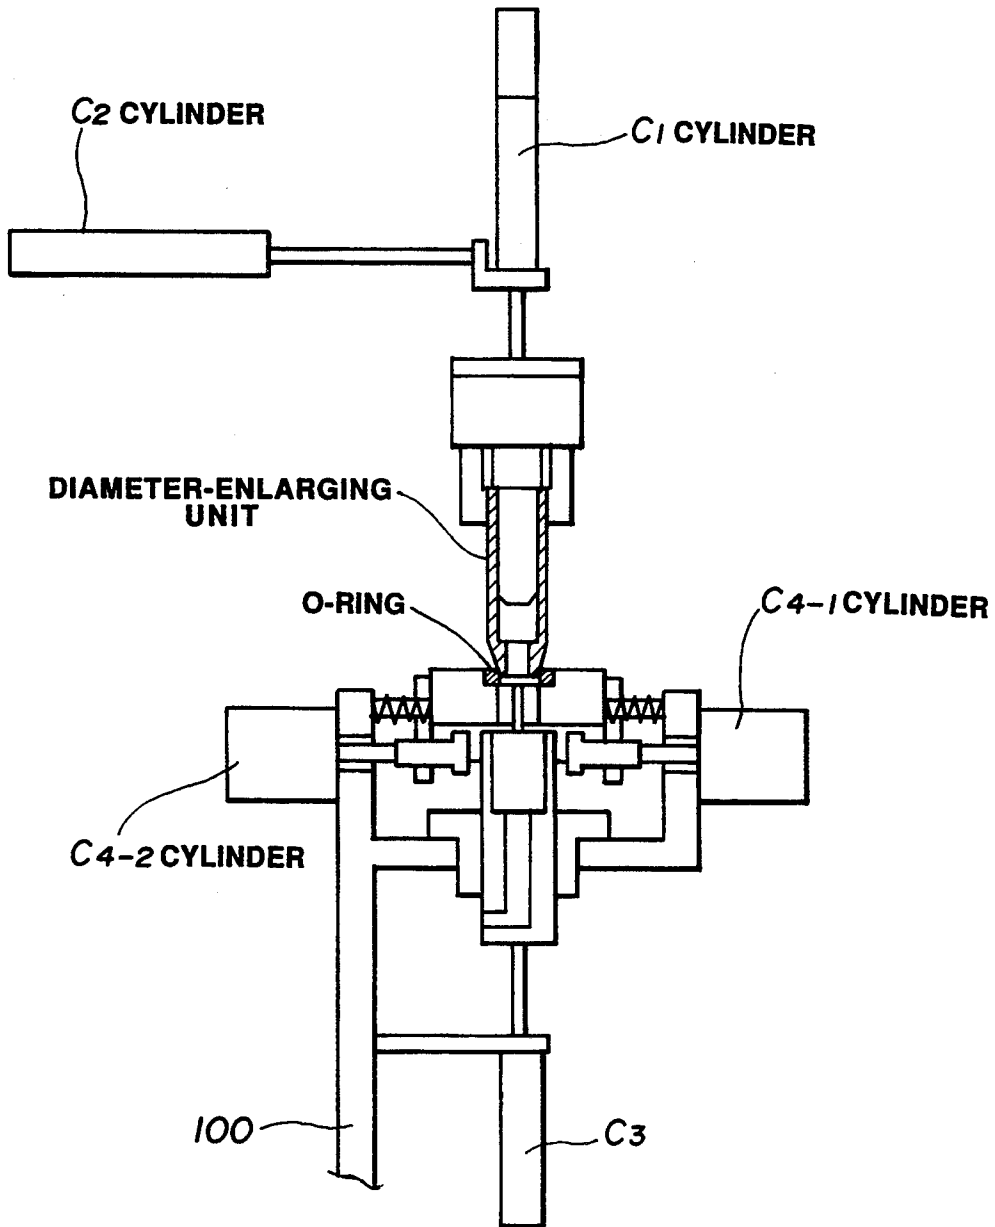 C2 CYLINDER
C1 CYLINDER
DIAMETER-ENLARGING
UNIT
O-RING
C4-1 CYLINDER
C4-2 CYLINDER
100
C3